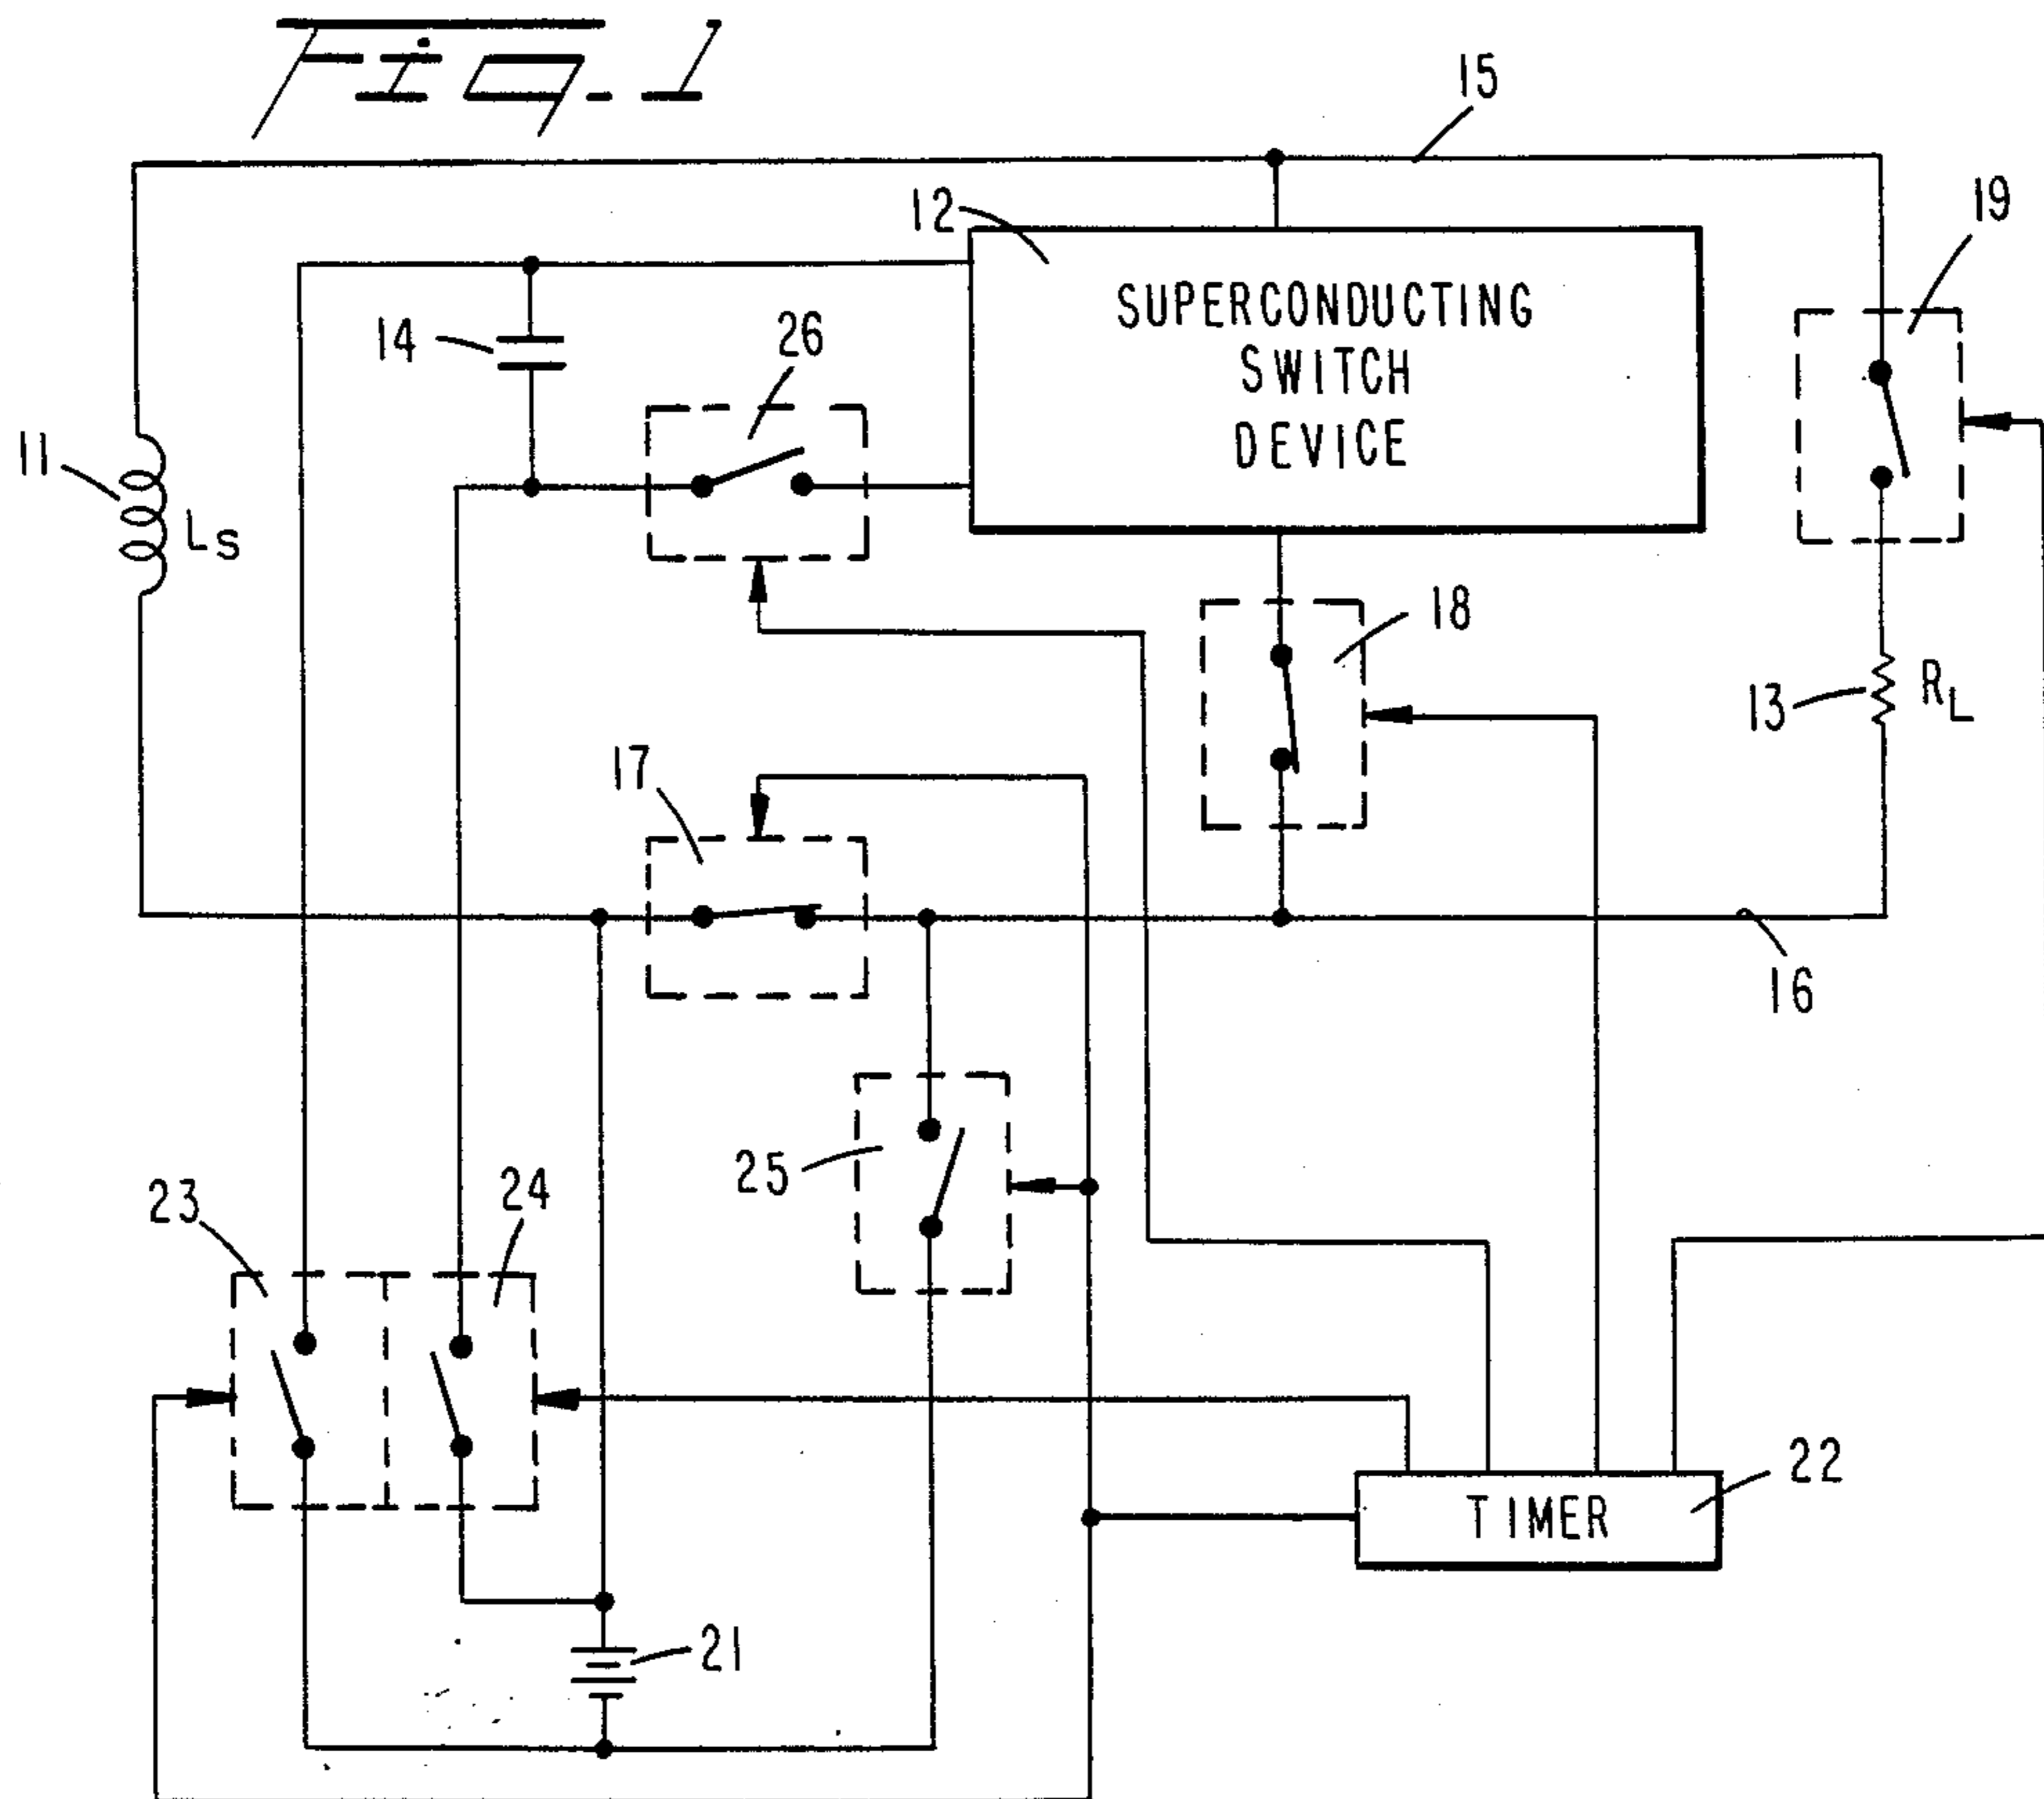 Fig-1
15
19
12
SUPERCONDUCTING
SWITCH
DEVICE
26
14
11
LS
18
13
RL
17
16
25
24
23
22
TIMER
21